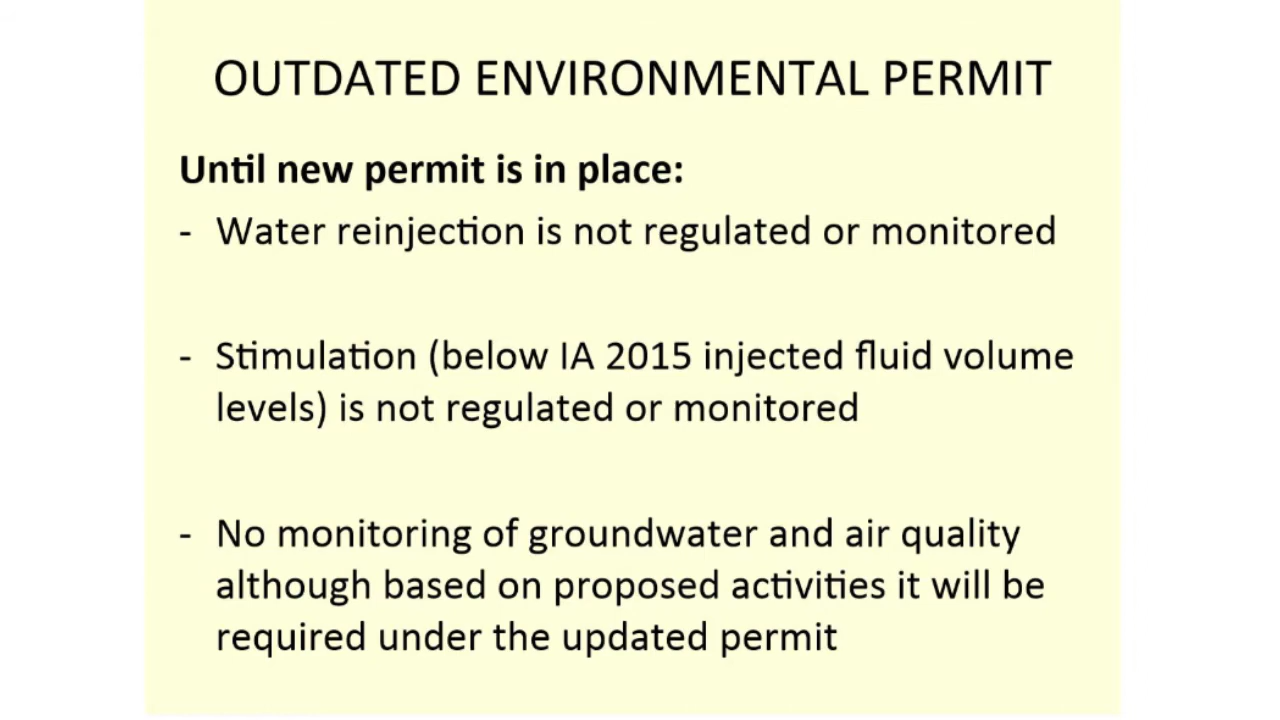 OUTDATED ENVIRONMENTAL PERMIT
Until new permit is in place:
- Water reinjection is not regulated or monitored
- Stimulation (below IA 2015 injected fluid volume
levels) is not regulated or monitored
- No monitoring of groundwater and air quality
although based on proposed activities it will be
required under the updated permit